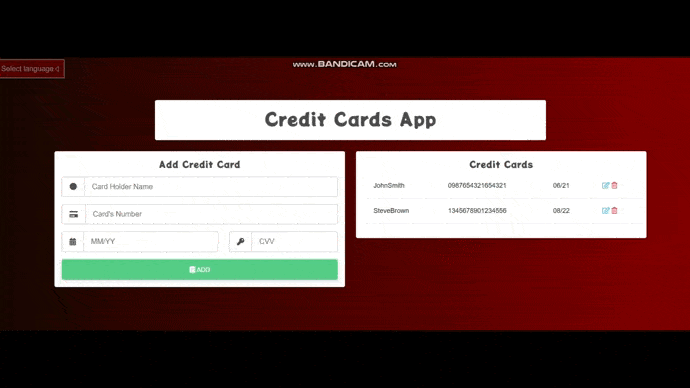 www.BANDICAM.com
Select language
Credit Cards App
Add Credit Card
Card Holder Name
Card's Number
MM/YY
CVV
ADD
Credit Cards
JohnSmith 0987654321654321 06/21
SteveBrown 1345678901234556 08/22